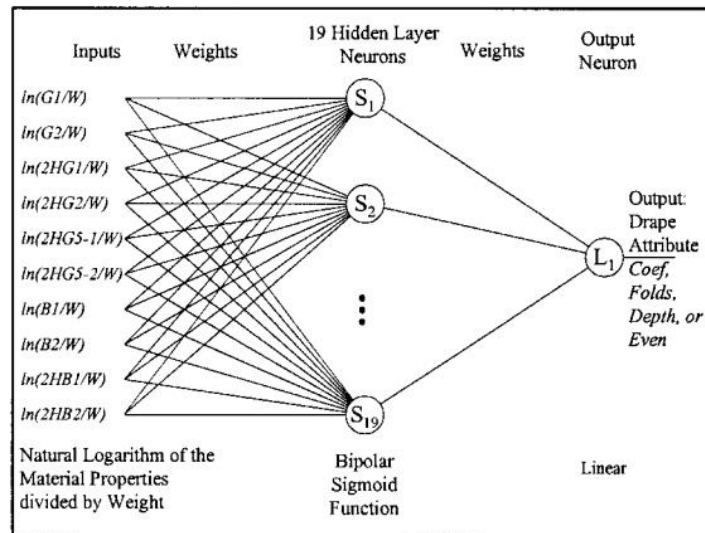 Inputs
Weights
19 Hidden Layer
Neurons
Weights
Output
Neuron
ln(G1/W)
ln(G2/W)
ln(2HG1/W)
ln(2HG2/W)
ln(2HG5-1/W)
ln(2HG5-2/W)
ln(B1/W)
ln(B2/W)
ln(2HB1/W)
ln(2HB2/W)
S1
S2
S19
L1
Output:
Drape
Attribute
Coef,
Folds,
Depth, or
Even
Natural Logarithm of the
Material Properties
divided by Weight
Bipolar
Sigmoid
Function
Linear